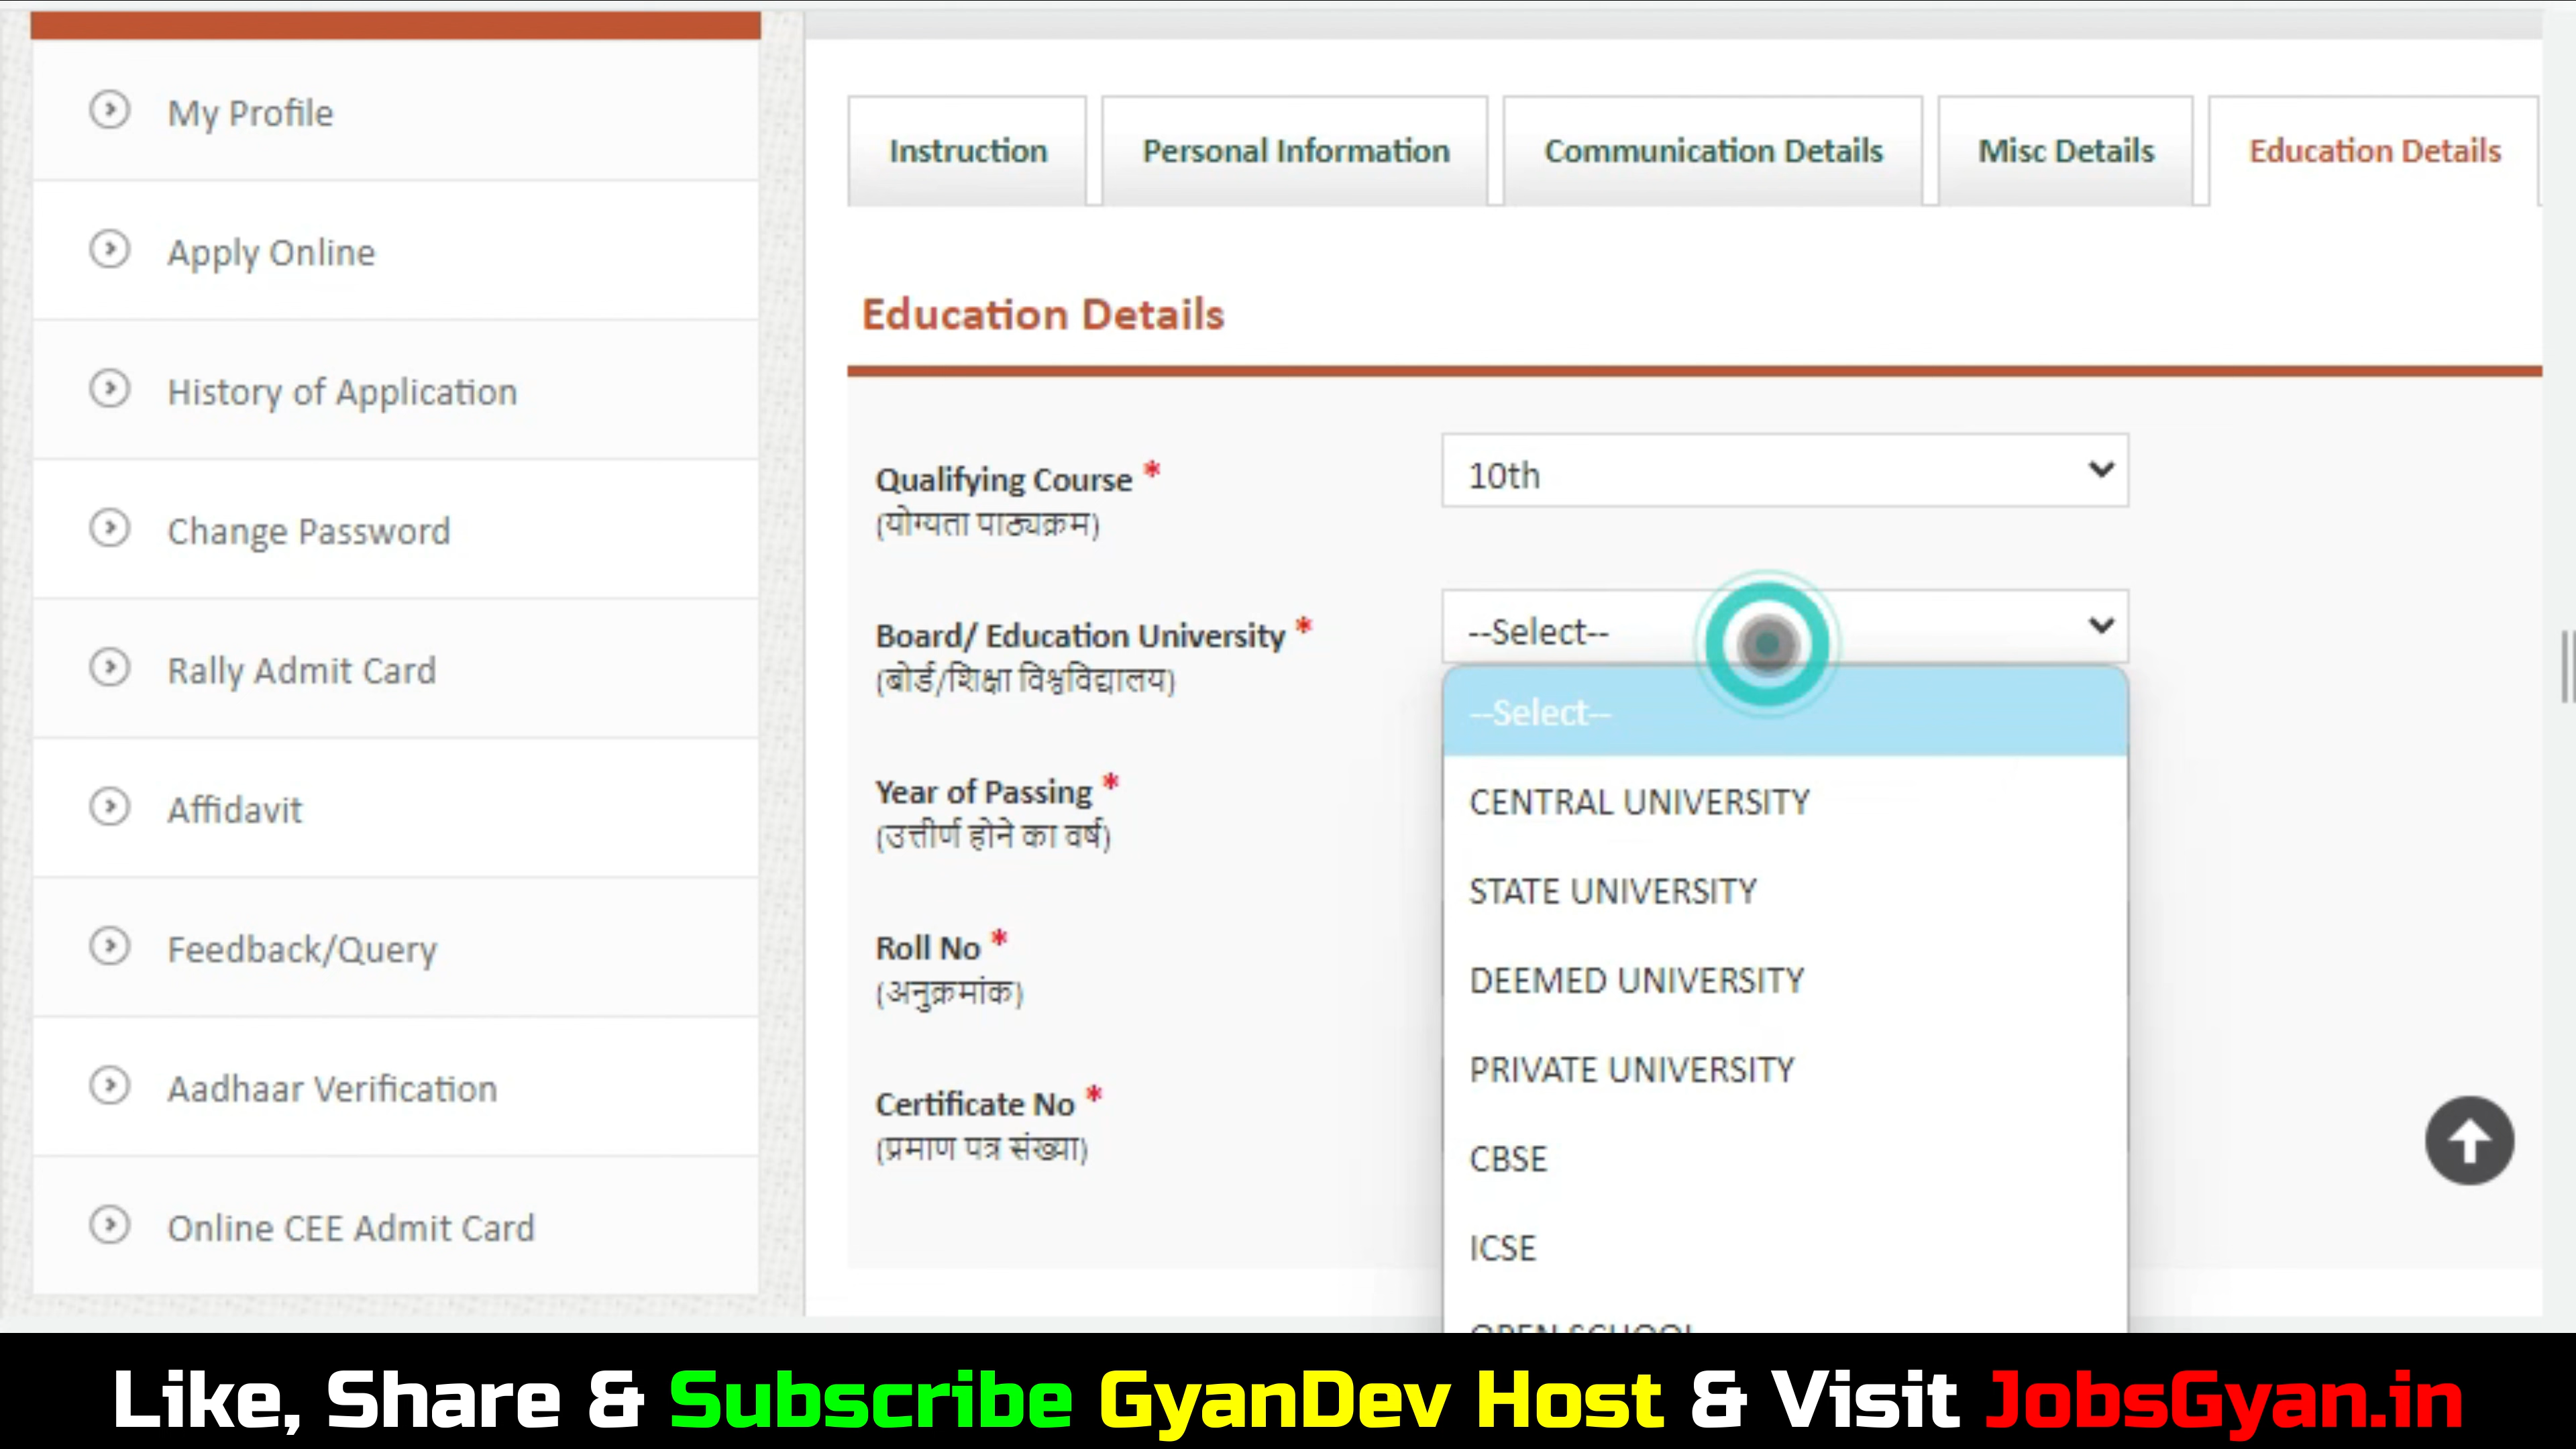 My Profile
Apply Online
History of Application
Change Password
Rally Admit Card
Affidavit
Feedback/Query
Aadhaar Verification
Online CEE Admit Card
Instruction
Personal Information
Communication Details
Misc Details
Education Details
Education Details
Qualifying Course *
(योग्यता पाठ्यक्रम)
10th
Board/ Education University *
(बोर्ड/शिक्षा विश्वविद्यालय)
--Select--
--Select--
CENTRAL UNIVERSITY
STATE UNIVERSITY
DEEMED UNIVERSITY
PRIVATE UNIVERSITY
CBSE
ICSE
OPEN SCHOOL
Year of Passing *
(उत्तीर्ण होने का वर्ष)
Roll No *
(अनुक्रमांक)
Certificate No *
(प्रमाण पत्र संख्या)
Like, Share & Subscribe GyanDev Host & Visit JobsGyan.in